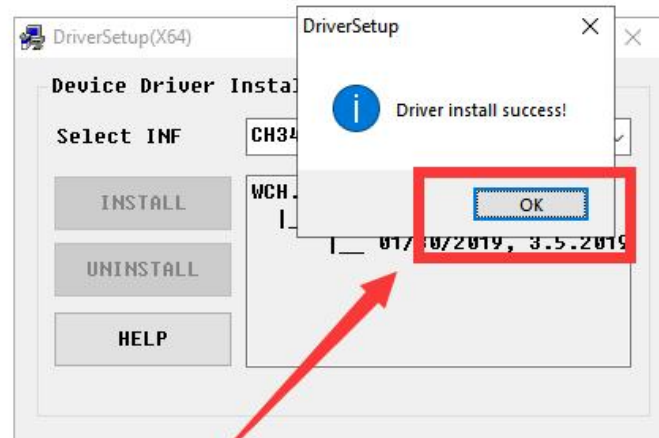 DriverSetup(X64)
DriverSetup
Device Driver Instal
Driver install success!
Select INF
CH34
INSTALL
WCH.
OK
|_
|__ 01/30/2019, 3.5.2019
UNINSTALL
HELP